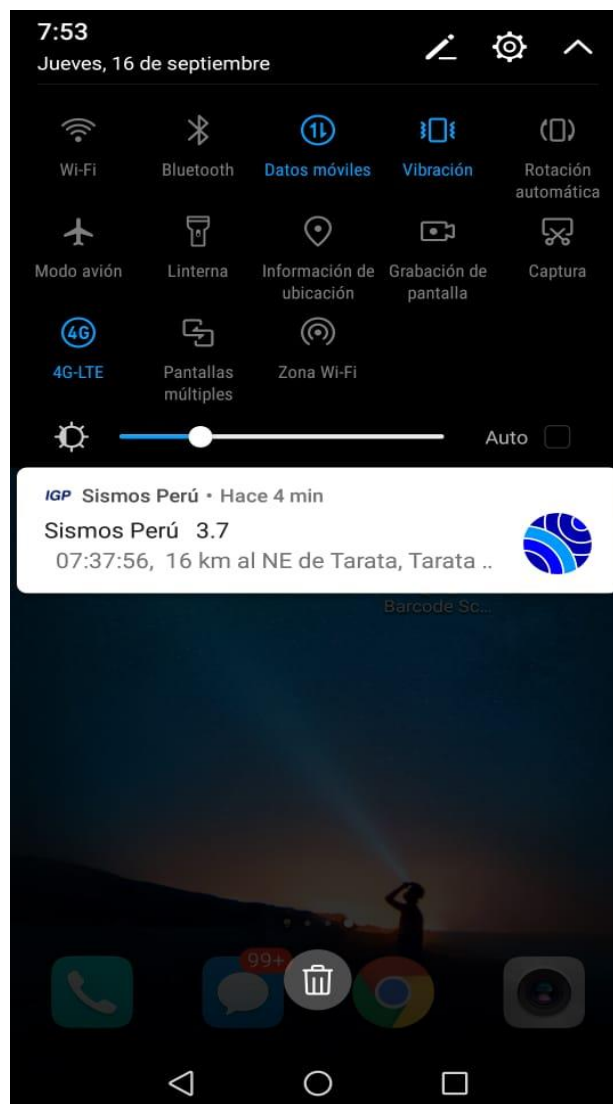 7:53
Jueves, 16 de septiembre
Wi-Fi
Bluetooth
Datos móviles
Vibración
Rotación
automática
Modo avión
Linterna
Información de
ubicación
Grabación de
pantalla
Captura
4G
4G-LTE
Pantallas
múltiples
Zona Wi-Fi
Auto
IGP Sismos Perú • Hace 4 min
Sismos Perú 3.7
07:37:56, 16 km al NE de Tarata, Tarata ..
Barcode Sc...
99+